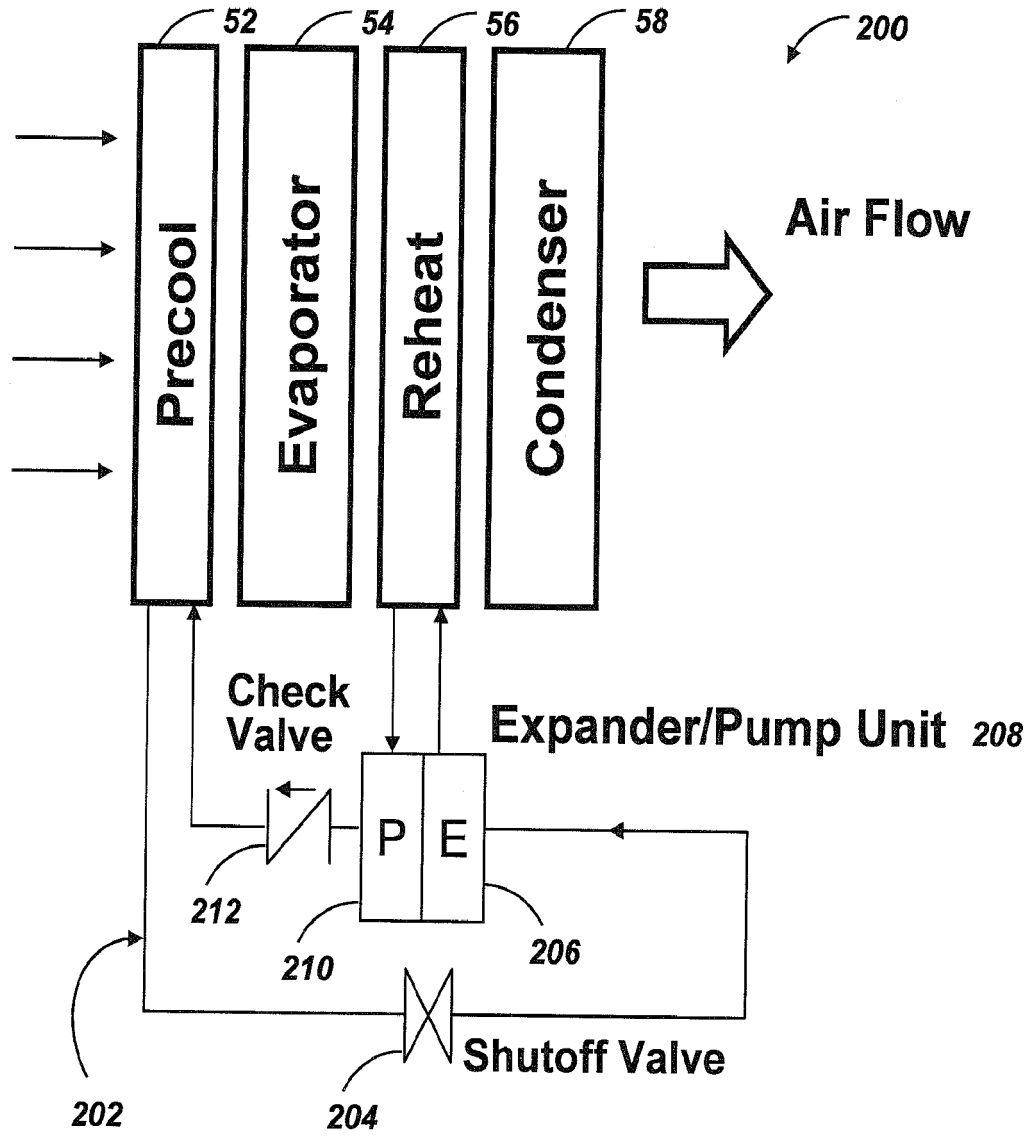 52
54
56
58
200
Precool
Evaporator
Reheat
Condenser
Air Flow
Check
Valve
Expander/Pump Unit 208
P
E
212
210
206
202
204
Shutoff Valve